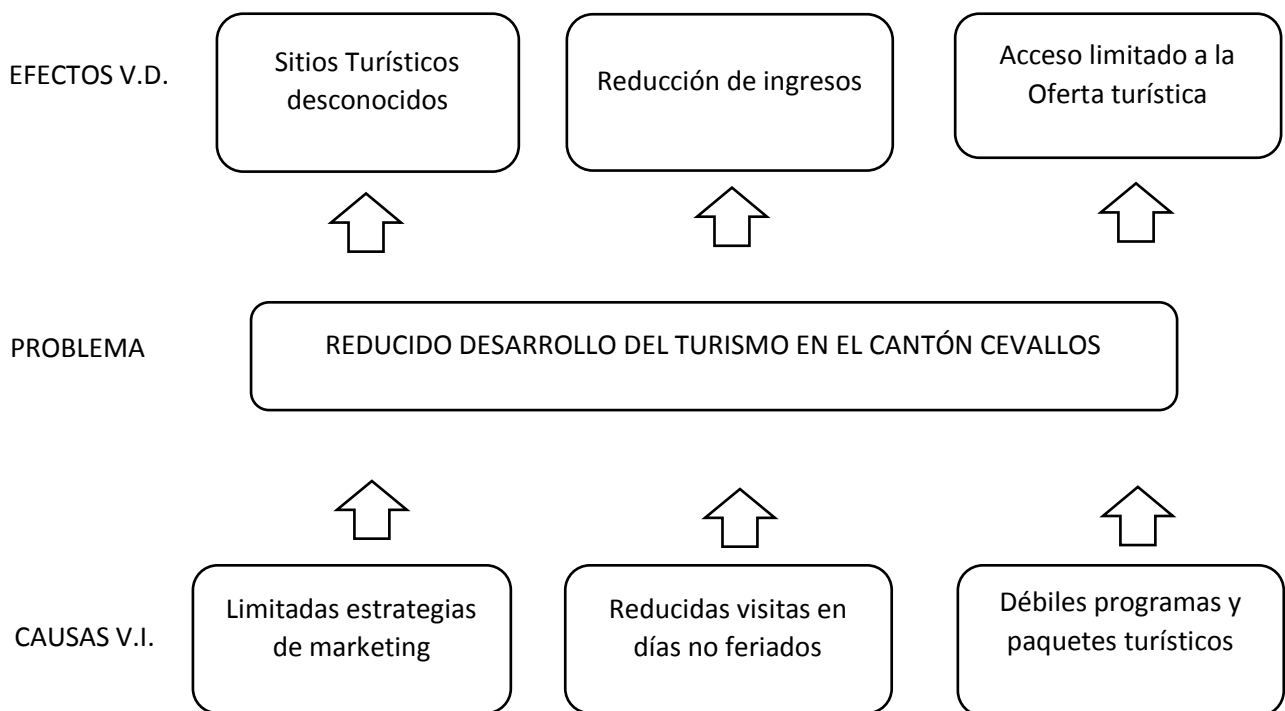 EFECTOS V.D.
Sitios Turísticos
desconocidos
Reducción de ingresos
Acceso limitado a la
Oferta turística
PROBLEMA
REDUCIDO DESARROLLO DEL TURISMO EN EL CANTÓN CEVALLOS
CAUSAS V.I.
Limitadas estrategias
de marketing
Reducidas visitas en
días no feriados
Débiles programas y
paquetes turísticos